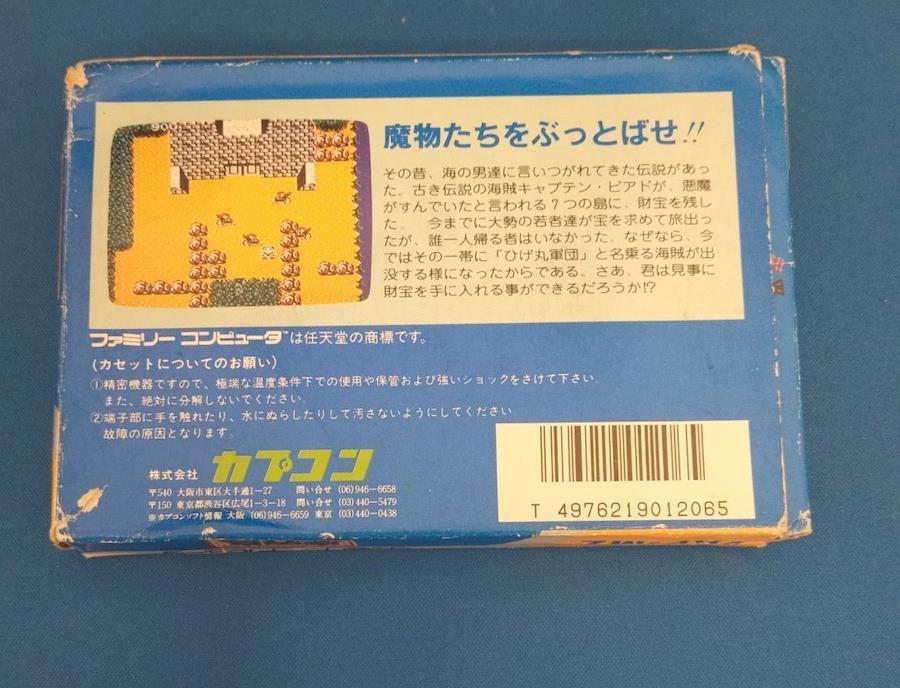 魔物たちをぶっとばせ!!
その昔、海の男達に言いつがれてきた伝説があっ
た。古き伝説の海賊キャプテン・ビアドが、悪魔
がすんでいたと言われる7つの島に、財宝を残し
た。 今までに大勢の若者達が宝を求めて旅出っ
たが、誰一人帰る者はいなかった。なぜなら、今
ではその一帯に「ひげ丸軍団」と名乗る海賊が出
没する様になったからである。さあ、君は見事に
財宝を手に入れる事ができるだろうか!?
ファミリーコンピュータ™は任天堂の商標です。
(カセットについてのお願い)
①精密機器ですので、極端な温度条件下での使用や保管および強いショックをさけて下さい。
また、絶対に分解しないでください。
②端子部に手を触れたり、水にぬらしたりして汚さないようにしてください
故障の原因となります。
株式会社 カプコン
〒540 大阪市東区大手通1-27 問い合せ (06)946-6658
〒150 東京都渋谷区広尾1-3-18 問い合せ (03)440-5479
※カプコンソフト情報 大阪 (06)946-6659 東京 (03)440-0438
T 4976219012065